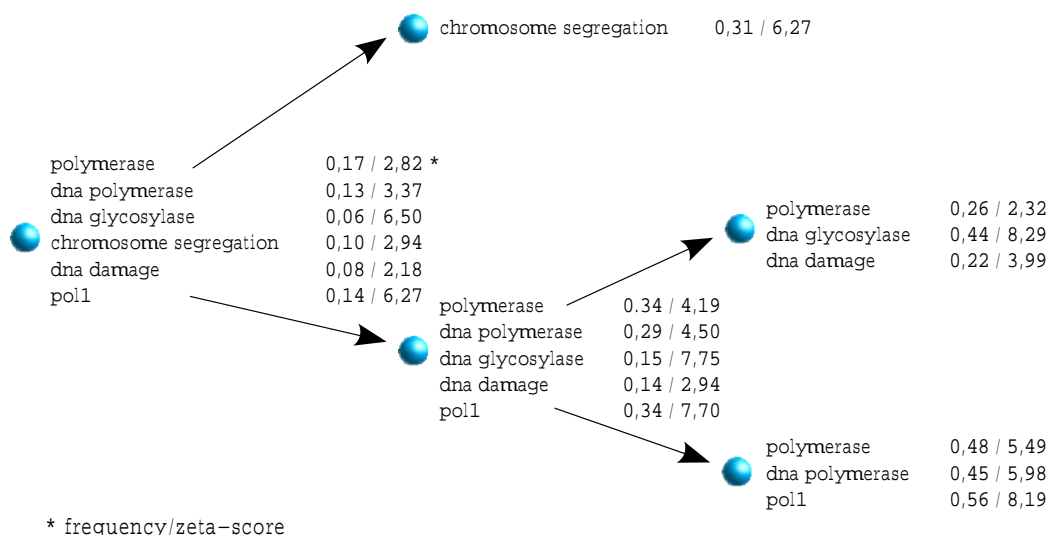 chromosome segregation 0,31 / 6,27
polymerase 0,17 / 2,82 *
dna polymerase 0,13 / 3,37
dna glycosylase 0,06 / 6,50
chromosome segregation 0,10 / 2,94
dna damage 0,08 / 2,18
pol1 0,14 / 6,27
polymerase 0.34 / 4,19
dna polymerase 0,29 / 4,50
dna glycosylase 0,15 / 7,75
dna damage 0,14 / 2,94
pol1 0,34 / 7,70
polymerase 0,26 / 2,32
dna glycosylase 0,44 / 8,29
dna damage 0,22 / 3,99
polymerase 0,48 / 5,49
dna polymerase 0,45 / 5,98
pol1 0,56 / 8,19
* frequency/zeta-score